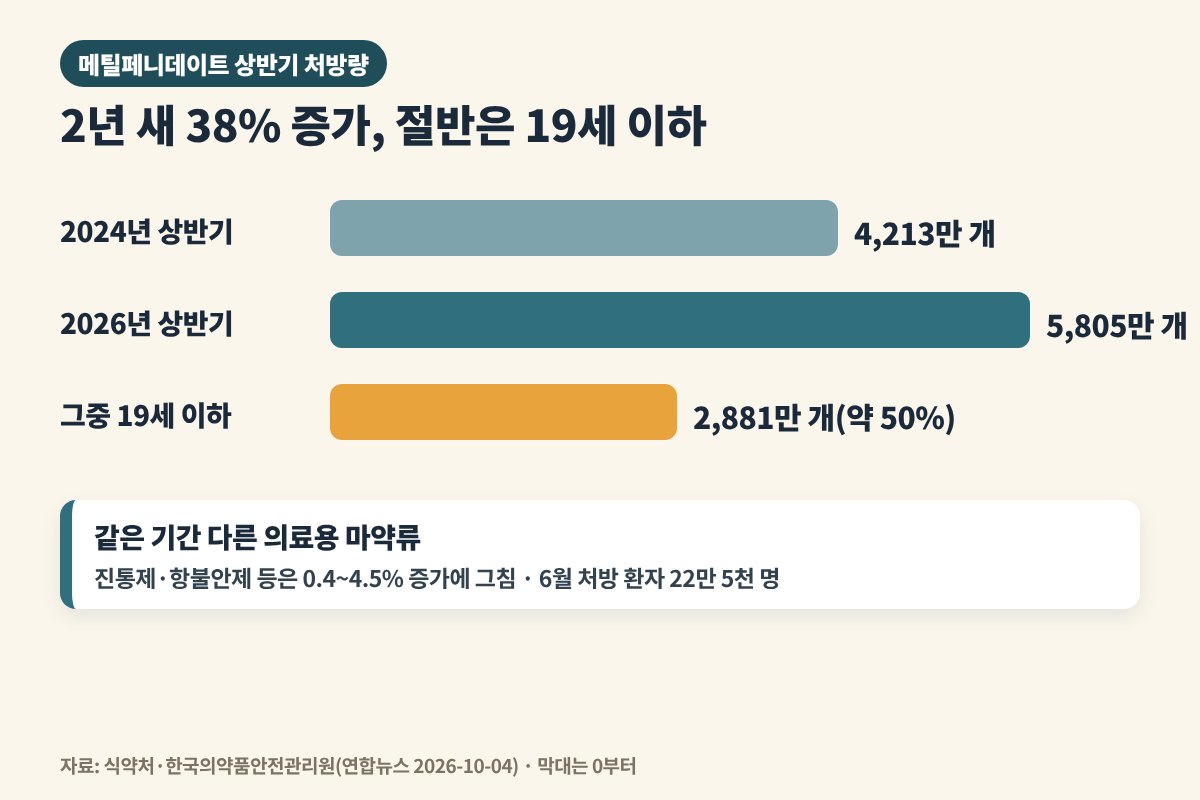 메틸페니데이트 상반기 처방량
2년 새 38% 증가, 절반은 19세 이하
2024년 상반기
4,213만 개
2026년 상반기
5,805만 개
그중 19세 이하
2,881만 개(약 50%)
같은 기간 다른 의료용 마약류
진통제·항불안제 등은 0.4~4.5% 증가에 그침 · 6월 처방 환자 22만 5천 명
자료: 식약처·한국의약품안전관리원(연합뉴스 2026-10-04) · 막대는 0부터